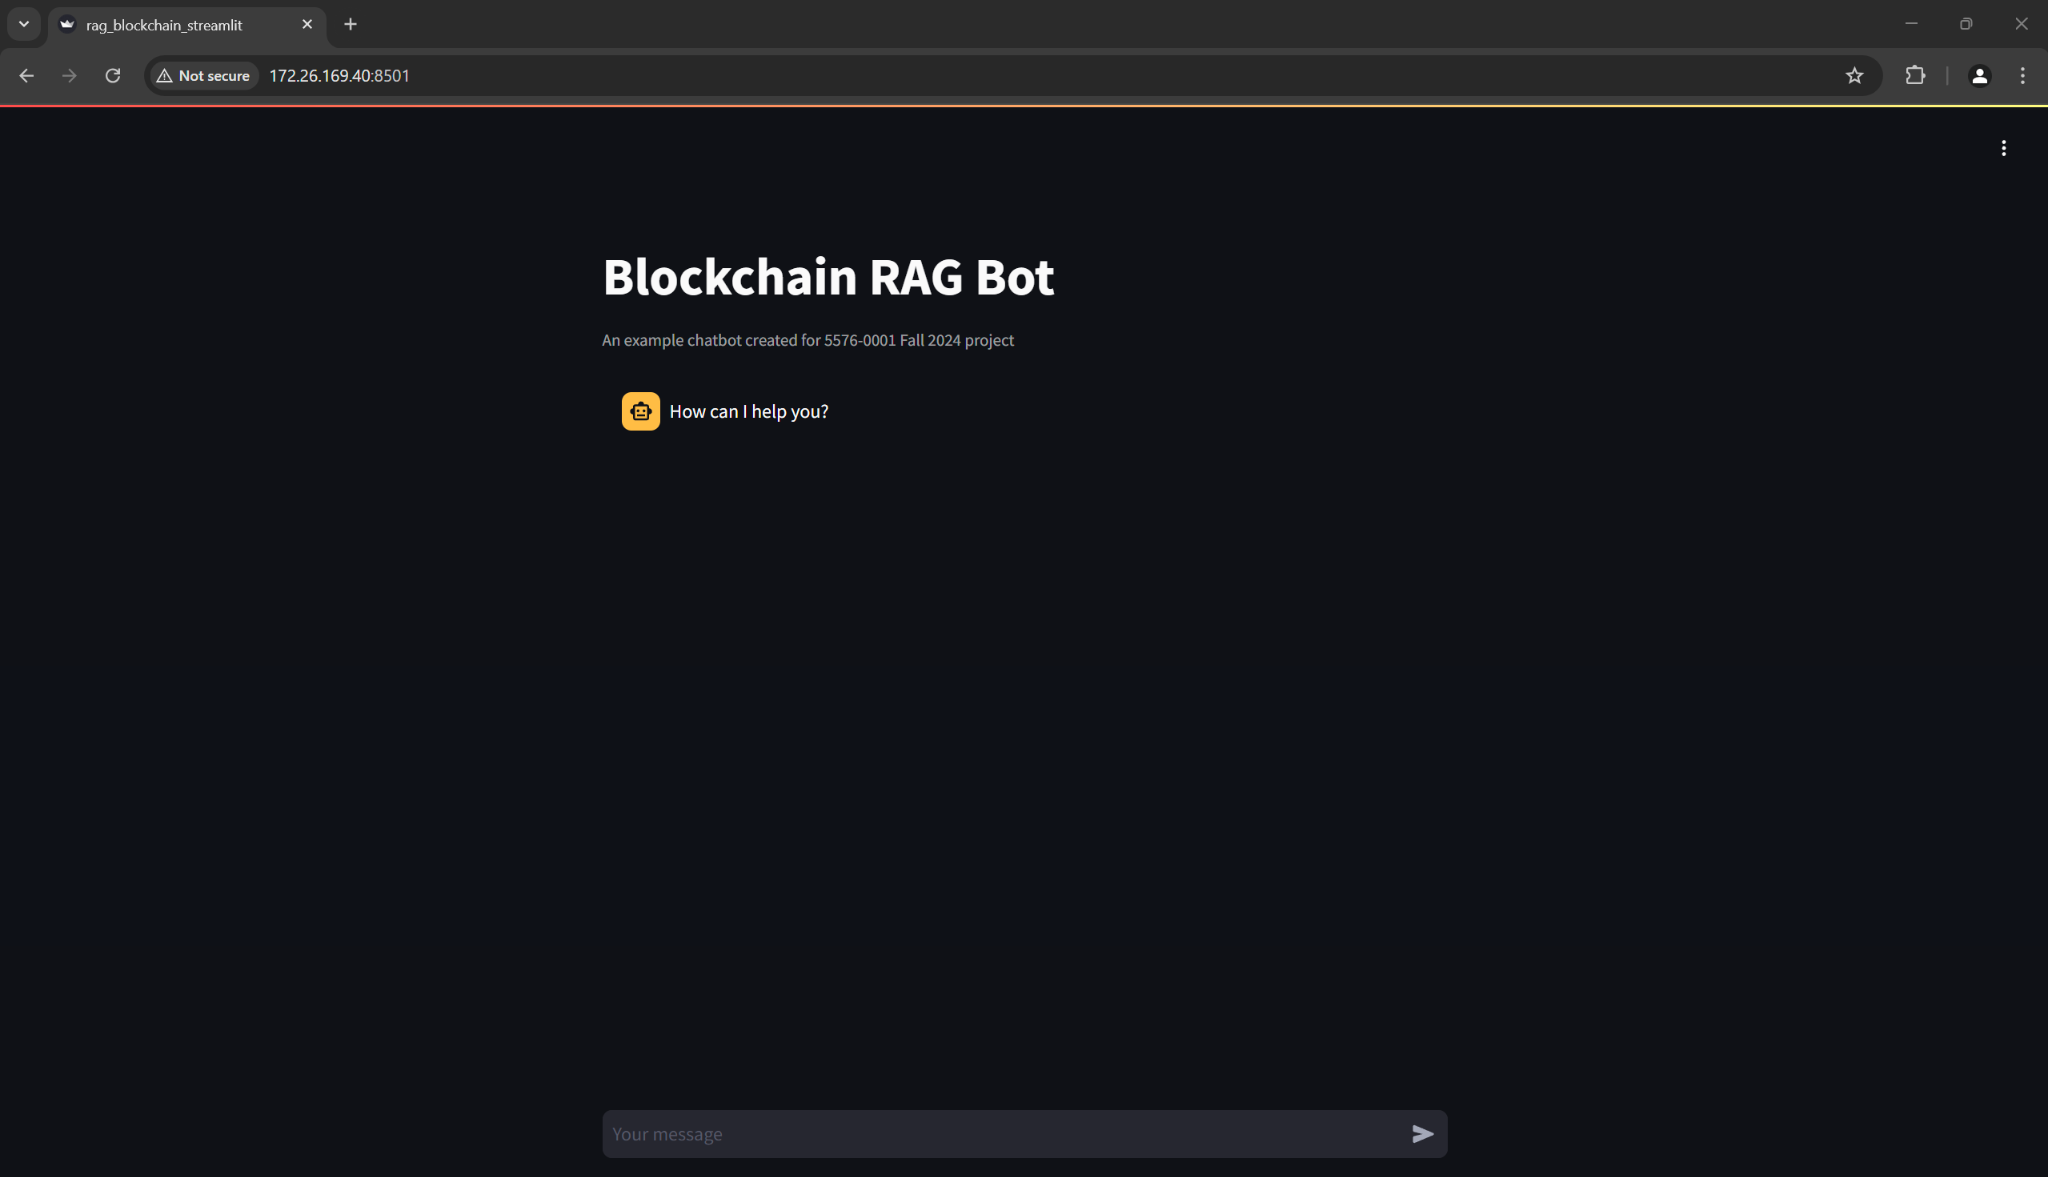 rag_blockchain_streamlit
Not secure
172.26.169.40:8501
Blockchain RAG Bot
An example chatbot created for 5576-0001 Fall 2024 project
How can I help you?
Your message